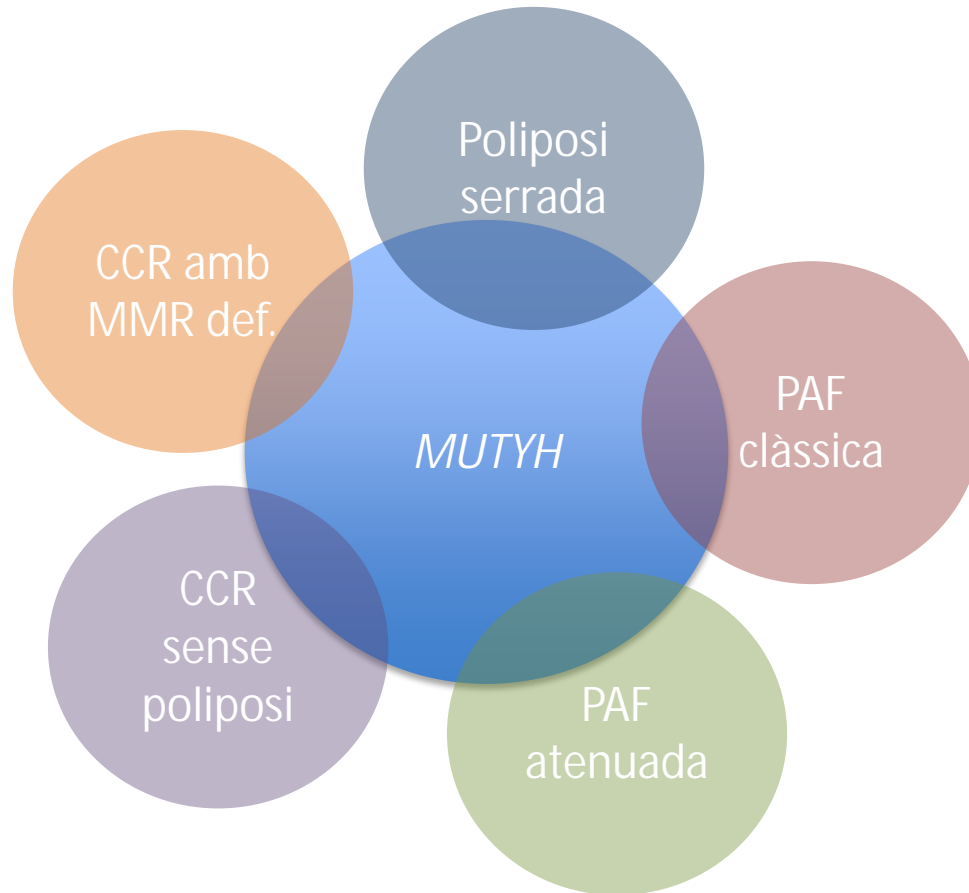 Poliposi
serrada
CCR amb
MMR def.
PAF
clàssica
MUTYH
CCR
sense
poliposi
PAF
atenuada